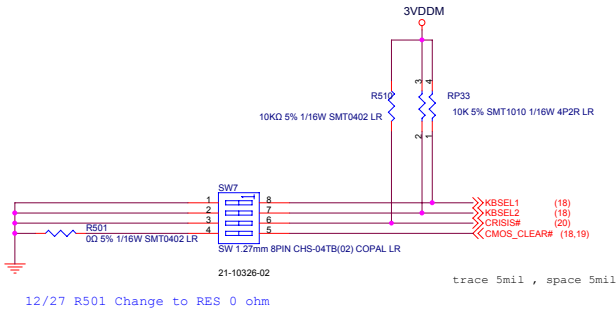 3VDDM
3
4
R510
RP33
10KΩ 5% 1/16W SMT0402 LR
10K 5% SMT1010 1/16W 4P2R LR
2
1
SW7
1
8
KBSEL1 (18)
2
7
KBSEL2 (18)
3
6
CRISIS# (20)
4
5
CMOS_CLEAR# (18,19)
1
R501
0Ω 5% 1/16W SMT0402 LR
SW 1.27mm 8PIN CHS-04TB(02) COPAL LR
21-10326-02
trace 5mil , space 5mil
12/27 R501 Change to RES 0 ohm